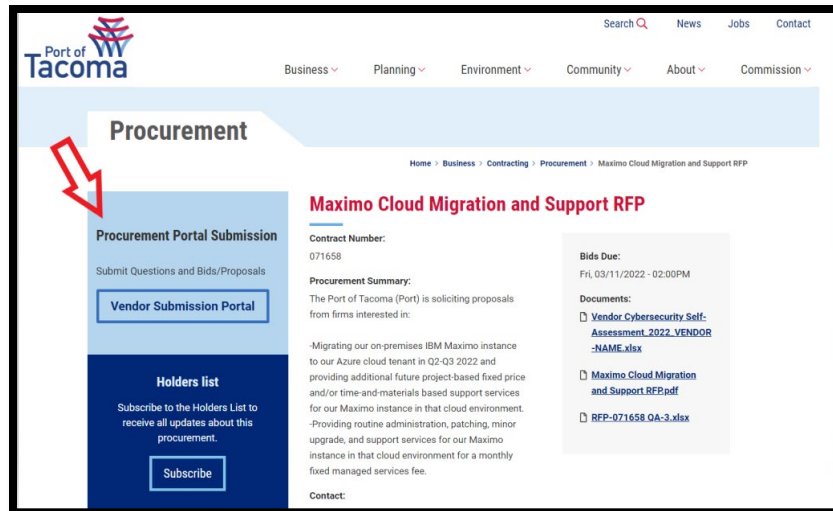 Port of
Tacoma
Search
News
Jobs
Contact
Business
Planning
Environment
Community
About
Commission
Procurement
Home > Business > Contracting > Procurement > Maximo Cloud Migration and Support RFP
Procurement Portal Submission
Submit Questions and Bids/Proposals
Vendor Submission Portal
Holders list
Subscribe to the Holders List to
receive all updates about this
procurement.
Subscribe
Maximo Cloud Migration and Support RFP
Contract Number:
071658
Procurement Summary:
The Port of Tacoma (Port) is soliciting proposals
from firms interested in:
-Migrating our on-premises IBM Maximo instance
to our Azure cloud tenant in Q2-Q3 2022 and
providing additional future project-based fixed price
and/or time-and-materials based support services
for our Maximo instance in that cloud environment.
-Providing routine administration, patching, minor
upgrade, and support services for our Maximo
instance in that cloud environment for a monthly
fixed managed services fee.
Contact:
Bids Due:
Fri, 03/11/2022 - 02:00PM
Documents:
Vendor Cybersecurity Self-
Assessment_2022_VENDOR
-NAME.xlsx
Maximo Cloud Migration
and Support RFP.pdf
RFP-071658 QA-3.xlsx